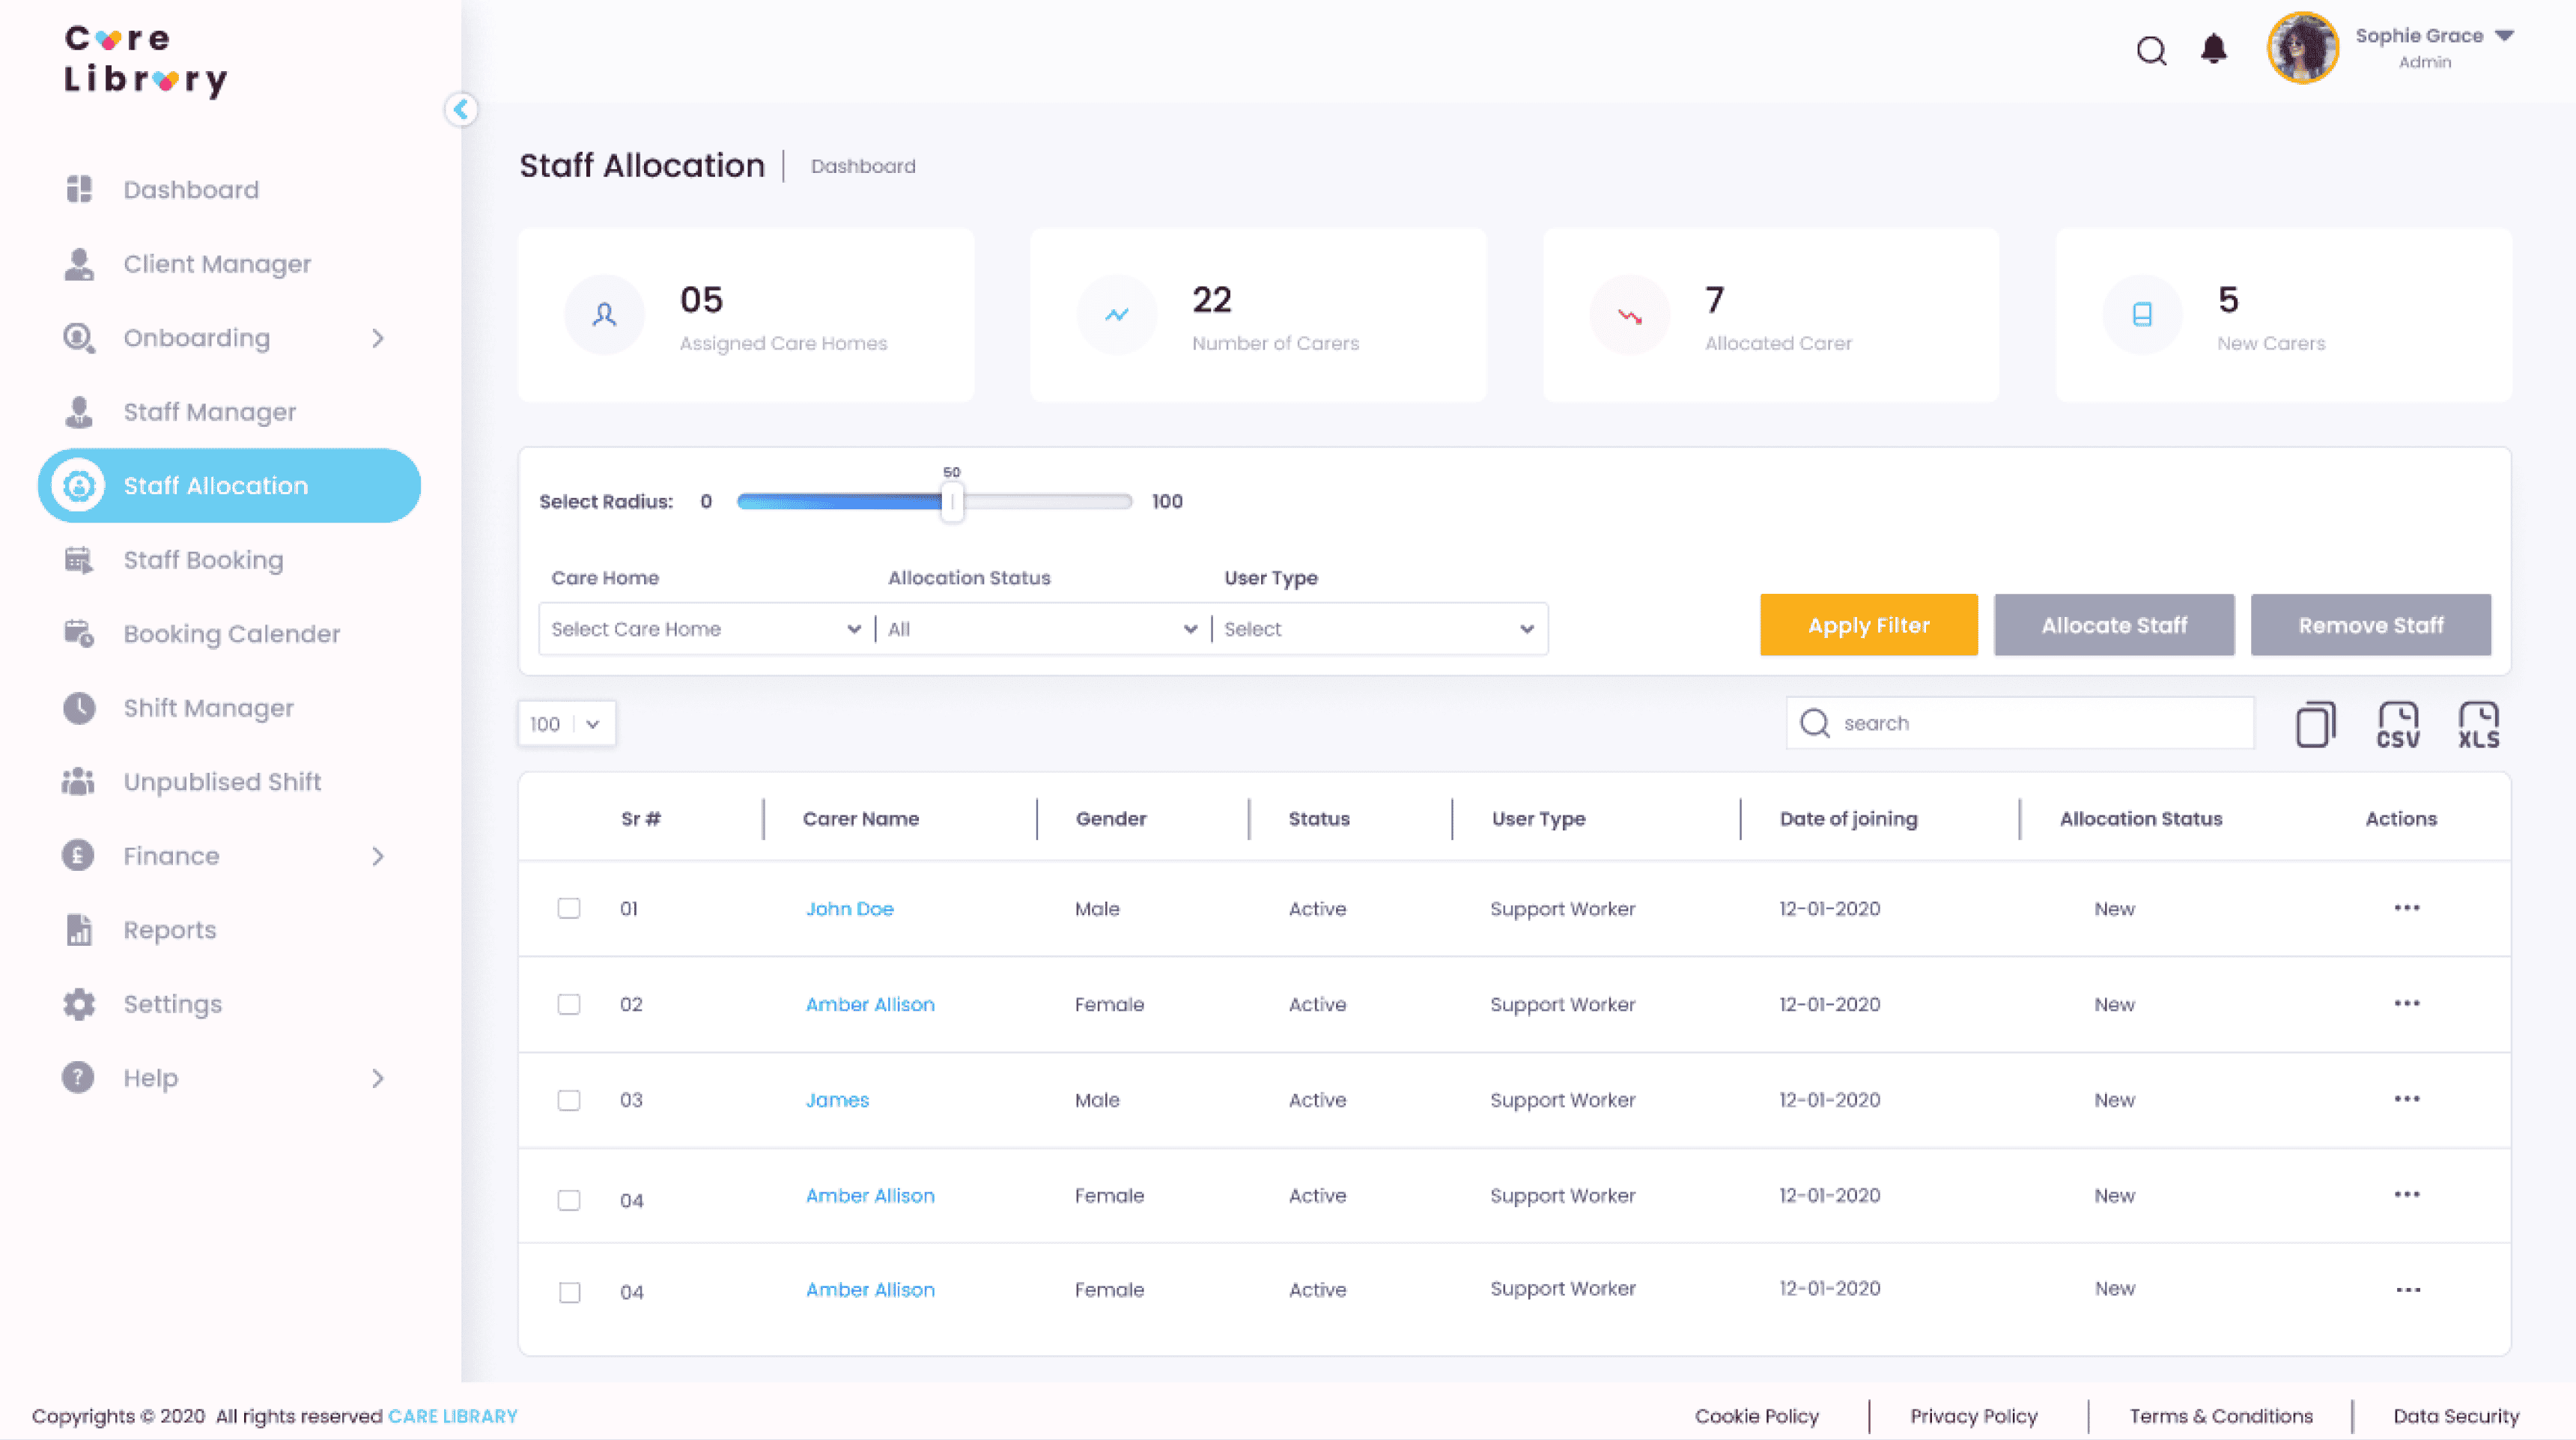 Care
Library
Sophie Grace
Admin
Dashboard
Client Manager
Onboarding
Staff Manager
Staff Allocation
Staff Booking
Booking Calender
Shift Manager
Unpublised Shift
Finance
Reports
Settings
Help
Staff Allocation | Dashboard
05
Assigned Care Homes
22
Number of Carers
7
Allocated Carer
5
New Carers
50
Select Radius: 0 100
Care Home Allocation Status User Type
Select Care Home All Select
Apply Filter Allocate Staff Remove Staff
100 search CSV XLS
Sr # Carer Name Gender Status User Type Date of joining Allocation Status Actions
01 John Doe Male Active Support Worker 12-01-2020 New ...
02 Amber Allison Female Active Support Worker 12-01-2020 New ...
03 James Male Active Support Worker 12-01-2020 New ...
04 Amber Allison Female Active Support Worker 12-01-2020 New ...
04 Amber Allison Female Active Support Worker 12-01-2020 New ...
Copyrights © 2020 All rights reserved CARE LIBRARY Cookie Policy | Privacy Policy | Terms & Conditions | Data Security